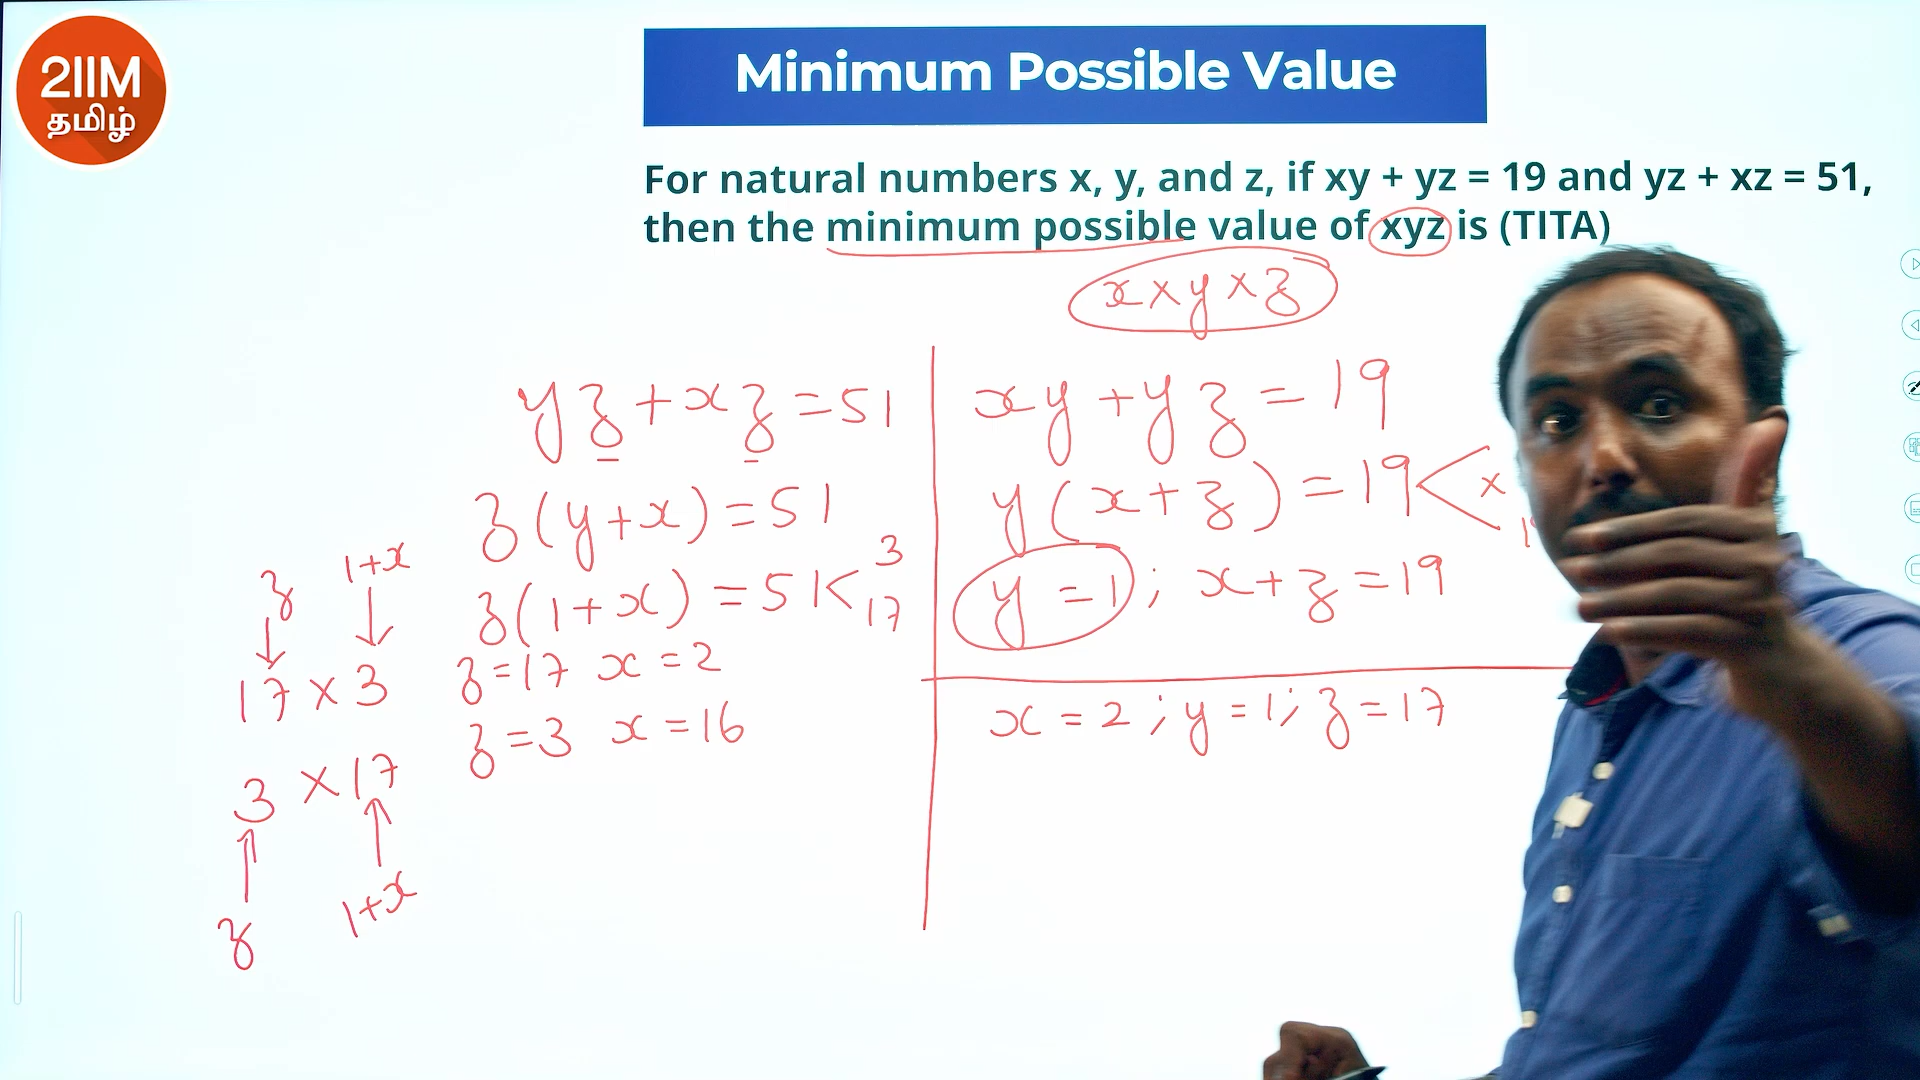 2IIM
தமிழ்
Minimum Possible Value
For natural numbers x, y, and z, if xy + yz = 19 and yz + xz = 51,
then the minimum possible value of xyz is (TITA)
x × y × z
yz + xz = 51
z(y+x) = 51
z(1+x) = 51 < 3
17
z = 17 x = 2
z = 3 x = 16
z 1+x
17 × 3
3 × 17
z 1+x
xy + yz = 19
y(x+z) = 19 <
y = 1; x+z = 19
x = 2; y = 1; z = 17